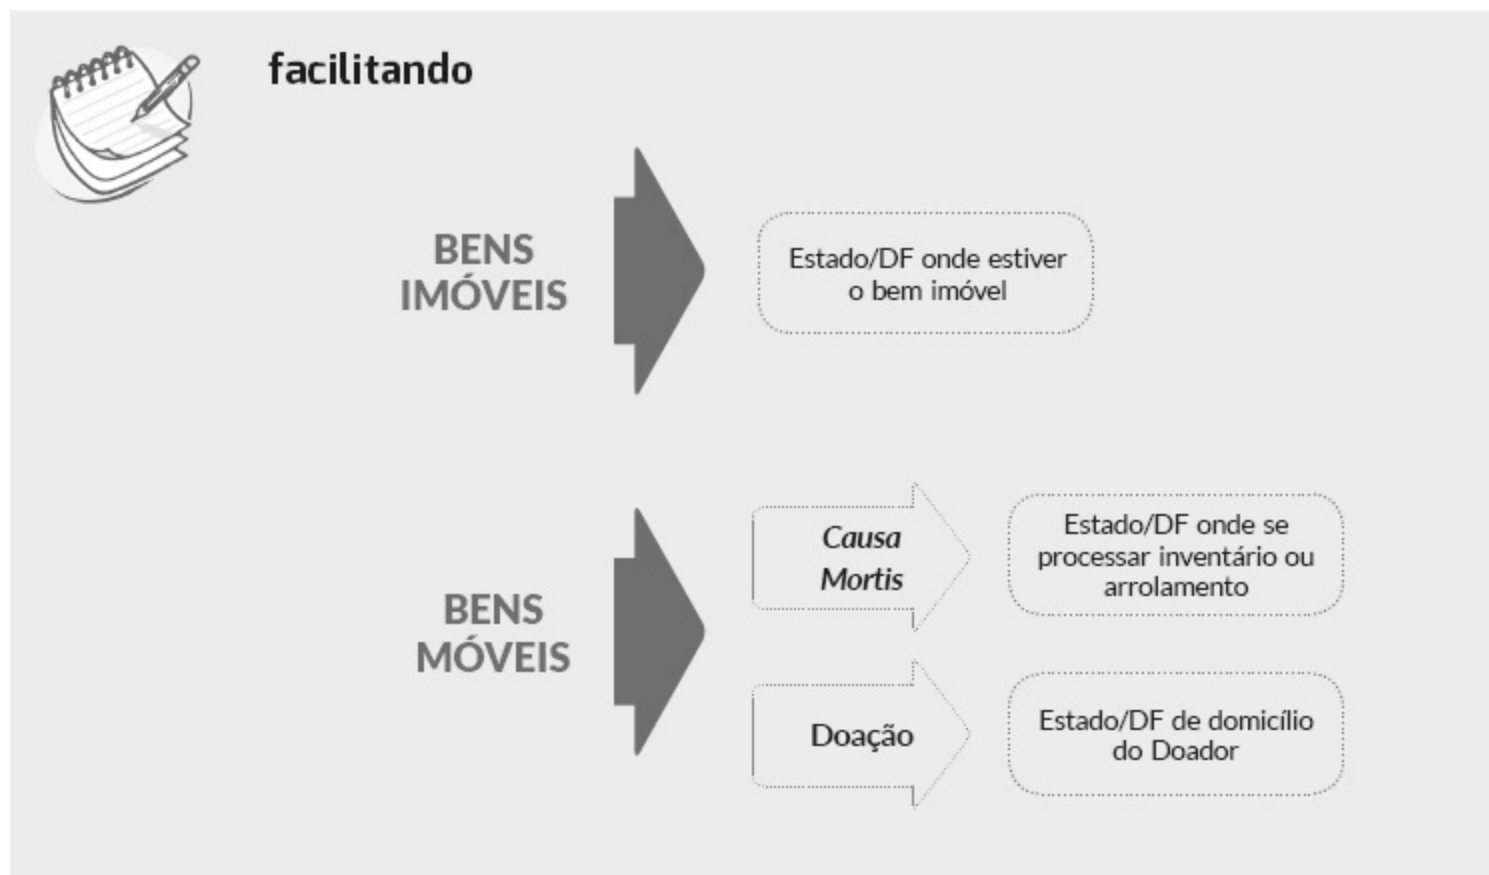 facilitando
BENS
IMÓVEIS
Estado/DF onde estiver
o bem imóvel
BENS
MÓVEIS
Causa
Mortis
Estado/DF onde se
processar inventário ou
arrolamento
Doação
Estado/DF de domicílio
do Doador